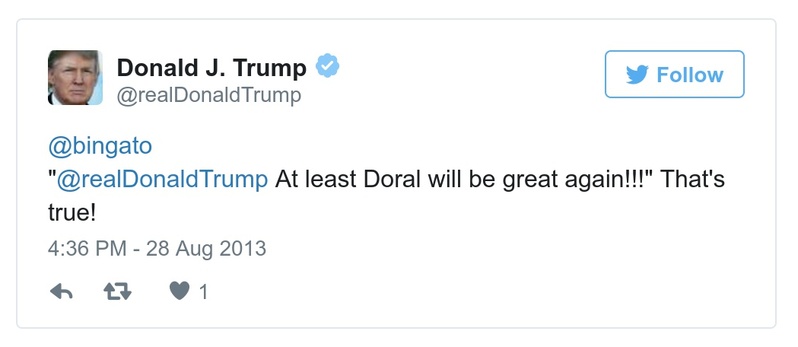 Donald J. Trump
@realDonaldTrump
Follow
@bingato
"@realDonaldTrump At least Doral will be great again!!!" That's
true!
4:36 PM - 28 Aug 2013
1